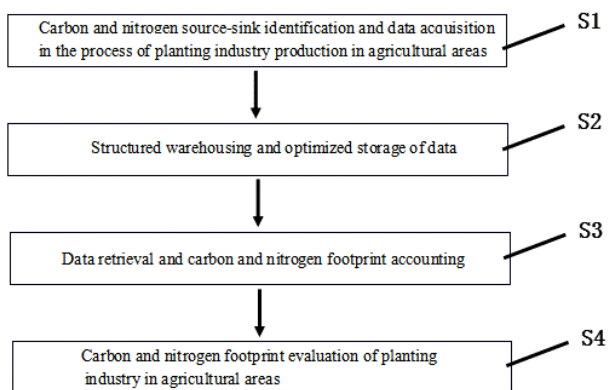 Carbon and nitrogen source-sink identification and data acquisition
in the process of planting industry production in agricultural areas
S1
Structured warehousing and optimized storage of data
S2
Data retrieval and carbon and nitrogen footprint accounting
S3
Carbon and nitrogen footprint evaluation of planting
industry in agricultural areas
S4